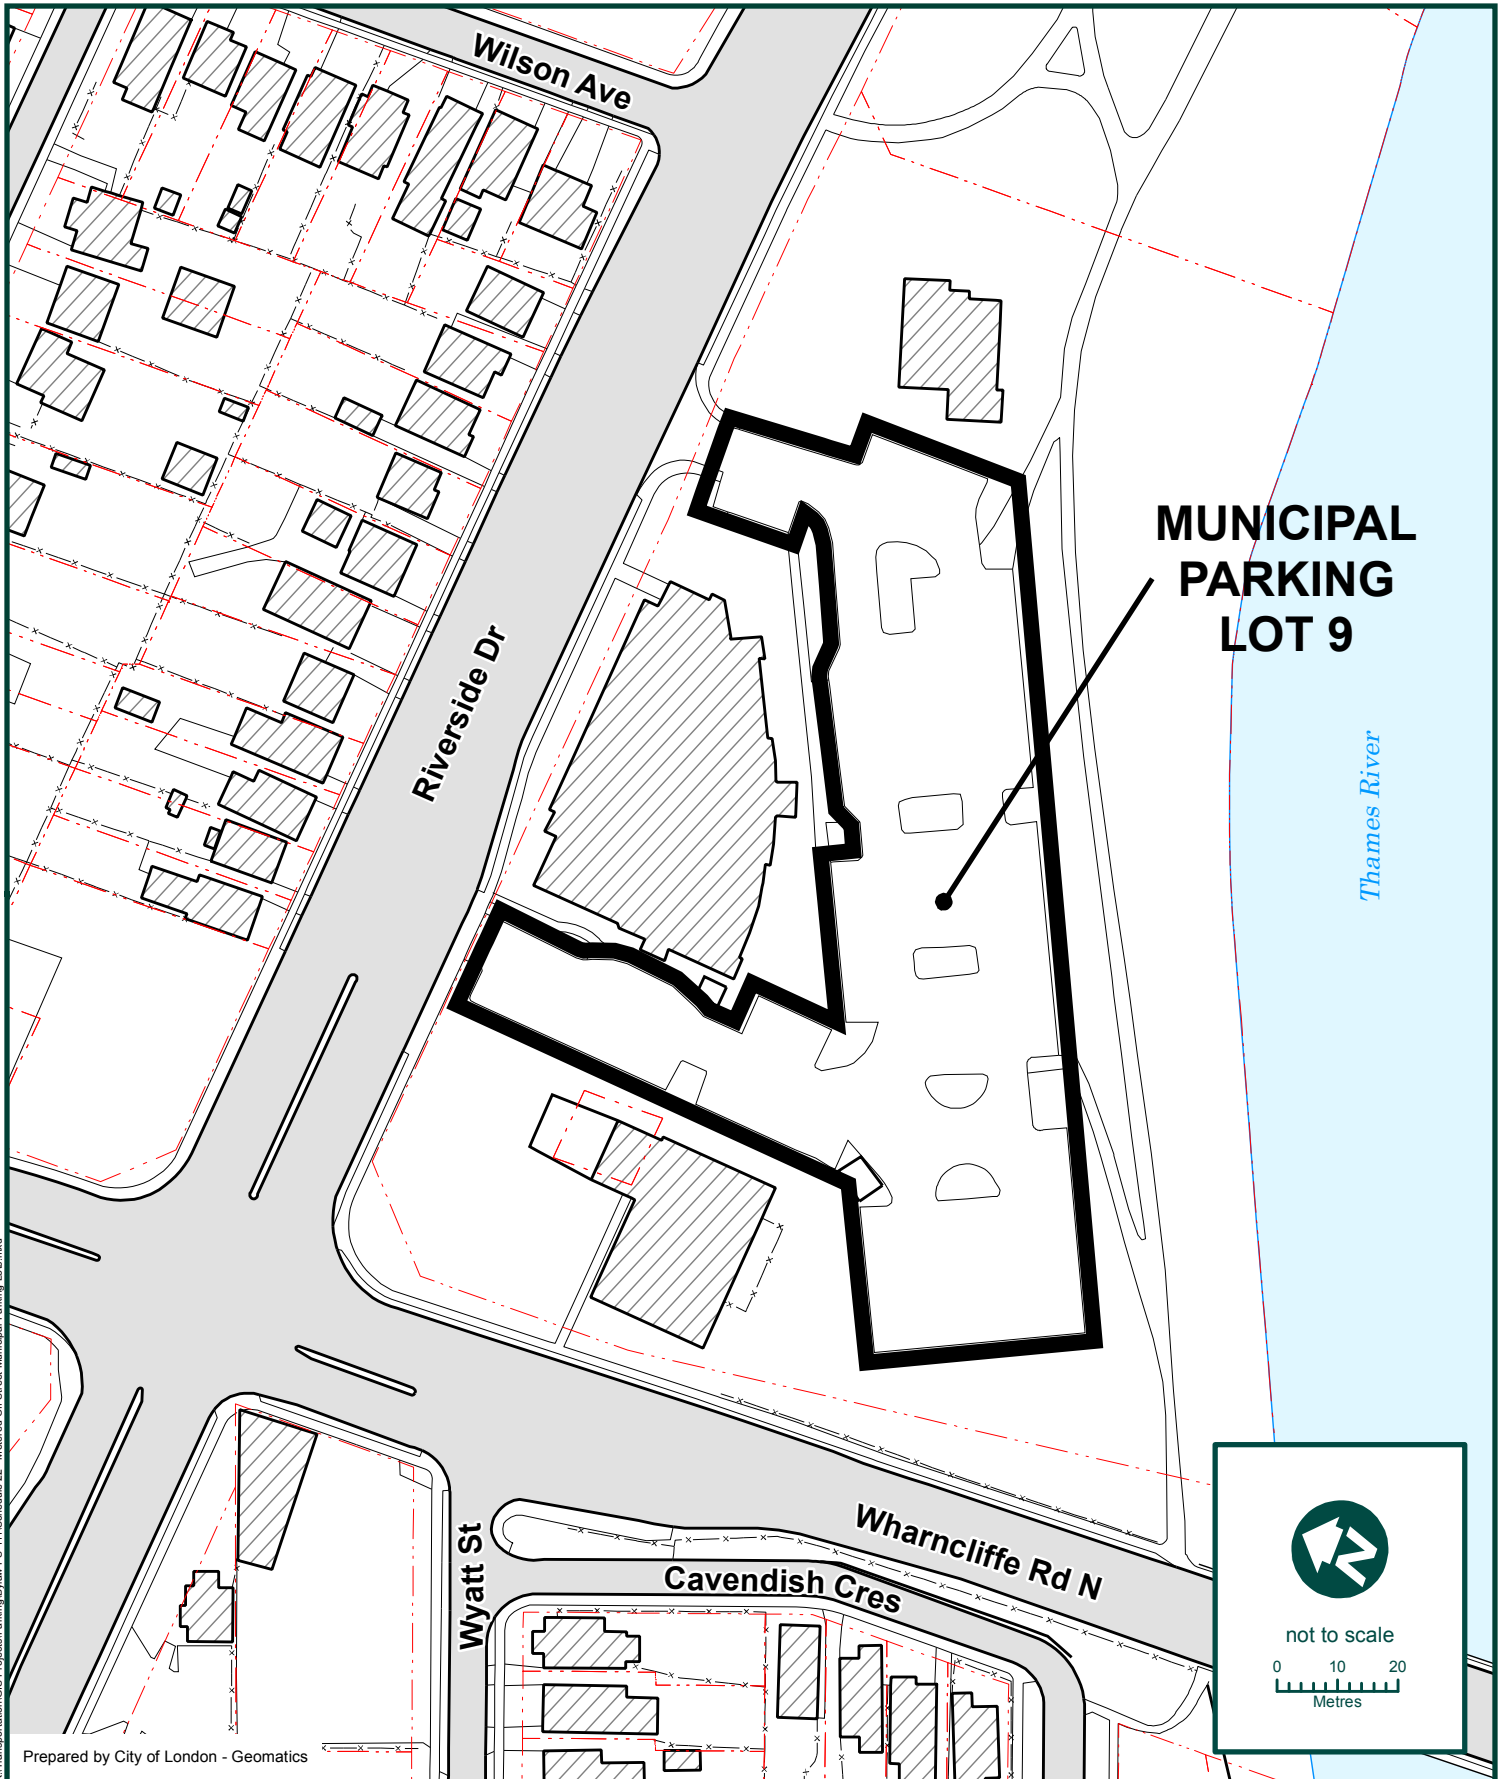 Wilson Ave
MUNICIPAL
PARKING
LOT 9
Riverside Dr
Thames River
Wharncliffe Rd N
Cavendish Cres
Wyatt St
N
not to scale
0 10 20
Metres
Prepared by City of London - Geomatics